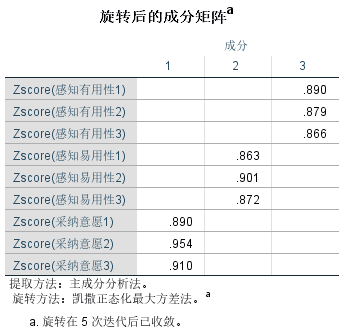 旋转后的成分矩阵a
成分
1 2 3
Zscore(感知有用性1) .890
Zscore(感知有用性2) .879
Zscore(感知有用性3) .866
Zscore(感知易用性1) .863
Zscore(感知易用性2) .901
Zscore(感知易用性3) .872
Zscore(采纳意愿1) .890
Zscore(采纳意愿2) .954
Zscore(采纳意愿3) .910
提取方法：主成分分析法。
旋转方法：凯撒正态化最大方差法。a
a. 旋转在 5 次迭代后已收敛。